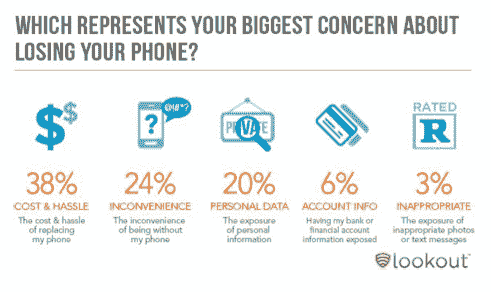 WHICH REPRESENTS YOUR BIGGEST CONCERN ABOUT
LOSING YOUR PHONE?
$
$
@!#*?
?
PRIVATE
RATED
R
38%
COST & HASSLE
The cost & hassle
of replacing
my phone
24%
INCONVENIENCE
The inconvenience
of being without
my phone
20%
PERSONAL DATA
The exposure
of personal
information
6%
ACCOUNT INFO
Having my bank or
financial account
information exposed
3%
INAPPROPRIATE
The exposure of
inappropriate photos
or text messages
lookout